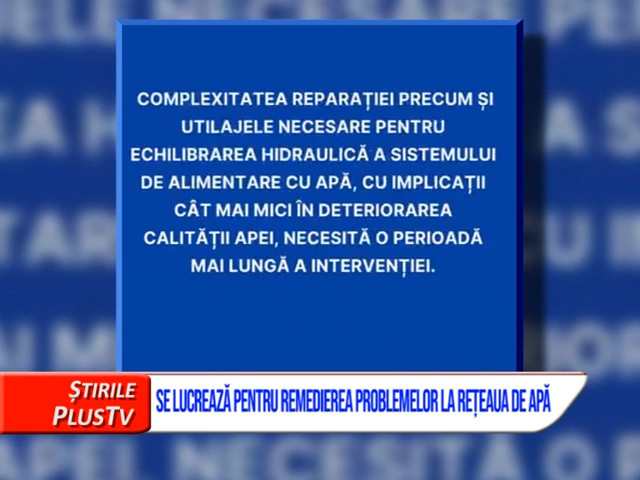 COMPLEXITATEA REPARAȚIEI PRECUM ȘI
UTILAJELE NECESARE PENTRU
ECHILIBRAREA HIDRAULICĂ A SISTEMULUI
DE ALIMENTARE CU APĂ, CU IMPLICAȚII
CÂT MAI MICI ÎN DETERIORAREA
CALITĂȚII APEI, NECESITĂ O PERIOADĂ
MAI LUNGĂ A INTERVENȚIEI.
ȘTIRILE
PLUSTV
SE LUCREAZĂ PENTRU REMEDIEREA PROBLEMELOR LA REȚEAUA DE APĂ